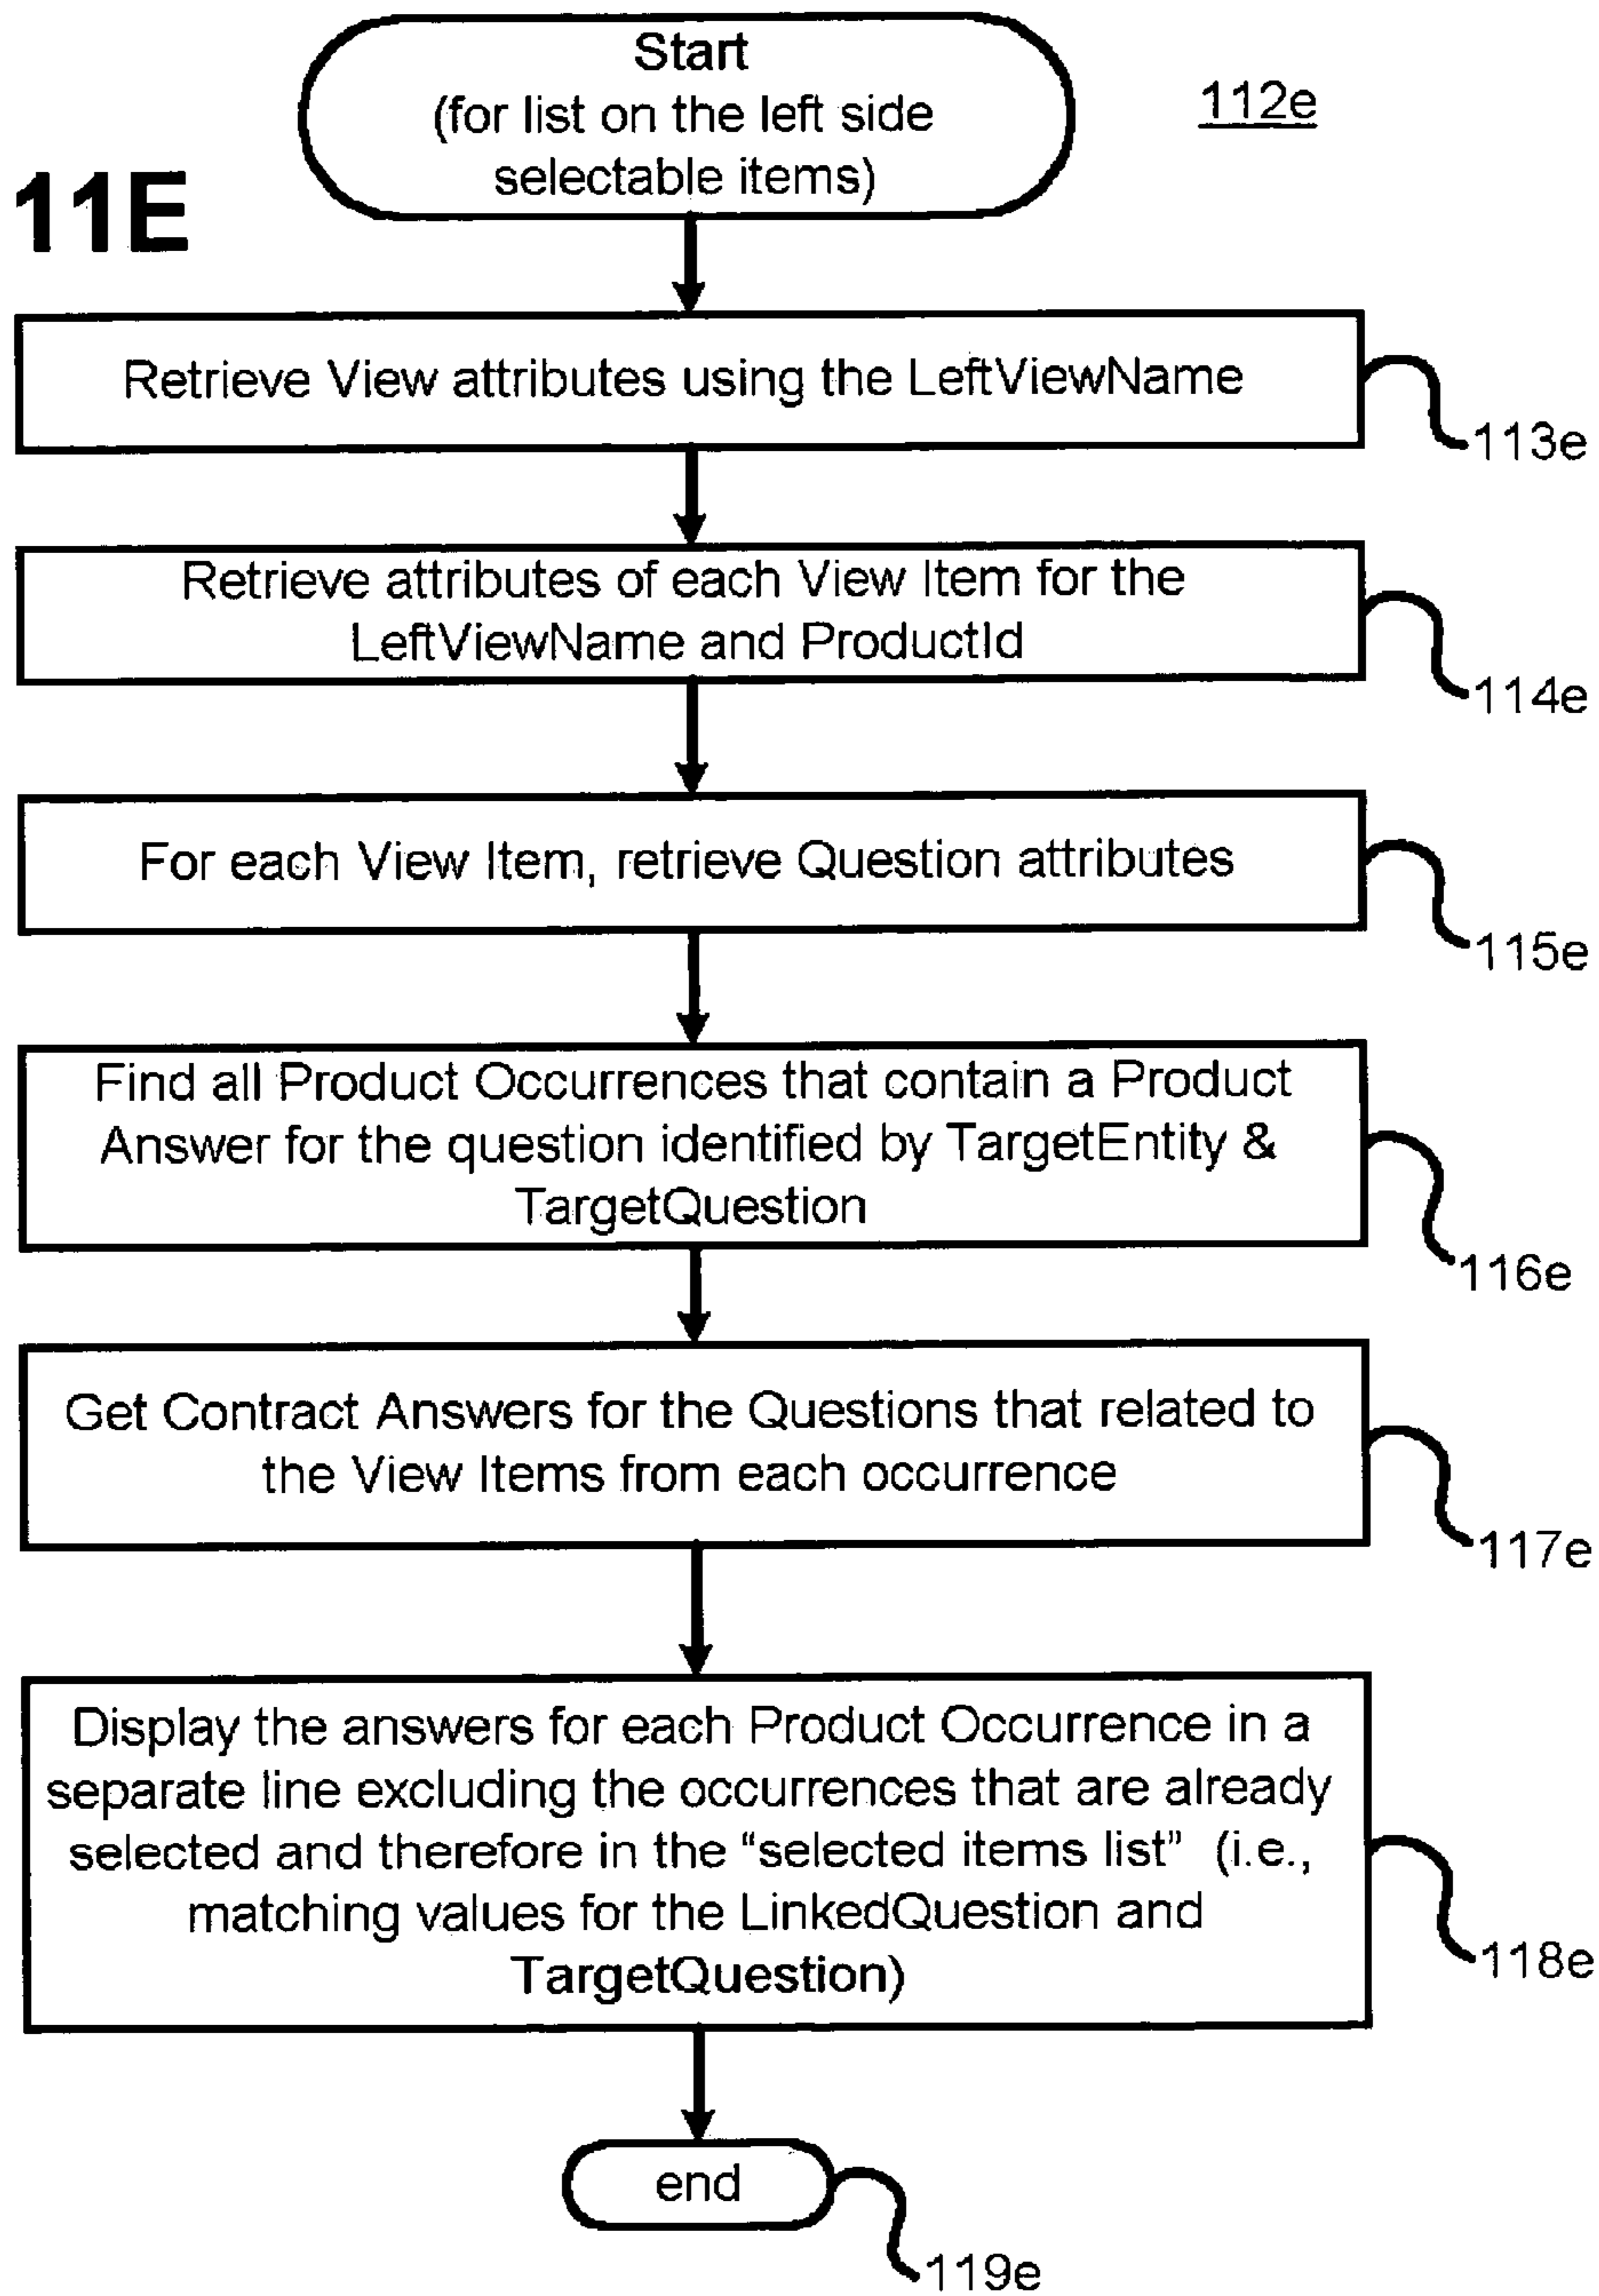 Start
(for list on the left side
selectable items)
112e
11E
Retrieve View attributes using the LeftViewName
113e
Retrieve attributes of each View Item for the
LeftViewName and ProductId
114e
For each View Item, retrieve Question attributes
115e
Find all Product Occurrences that contain a Product
Answer for the question identified by TargetEntity &
TargetQuestion
116e
Get Contract Answers for the Questions that related to
the View Items from each occurrence
117e
Display the answers for each Product Occurrence in a
separate line excluding the occurrences that are already
selected and therefore in the “selected items list” (i.e.,
matching values for the LinkedQuestion and
TargetQuestion)
118e
end
119e